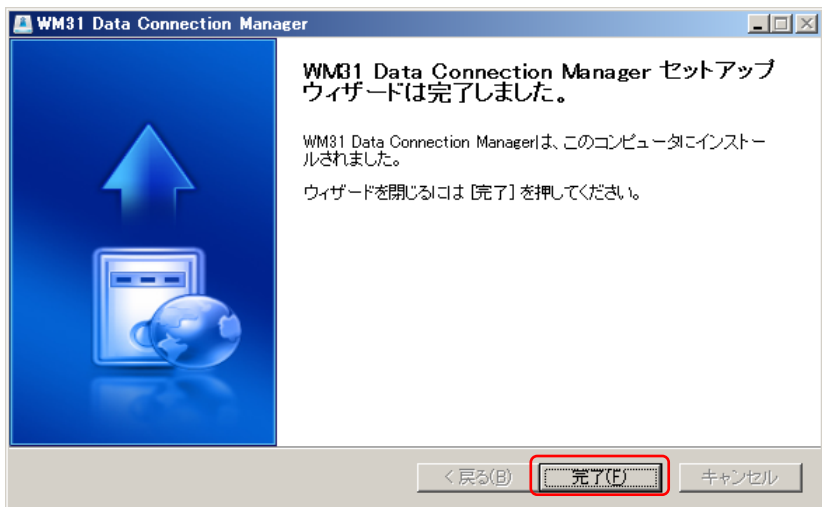 WM31 Data Connection Manager
WM31 Data Connection Manager セットアップ
ウィザードは完了しました。
WM31 Data Connection Managerは、このコンピュータにインストー
ルされました。
ウィザードを閉じるには [完了] を押してください。
< 戻る(B)
完了(F)
キャンセル